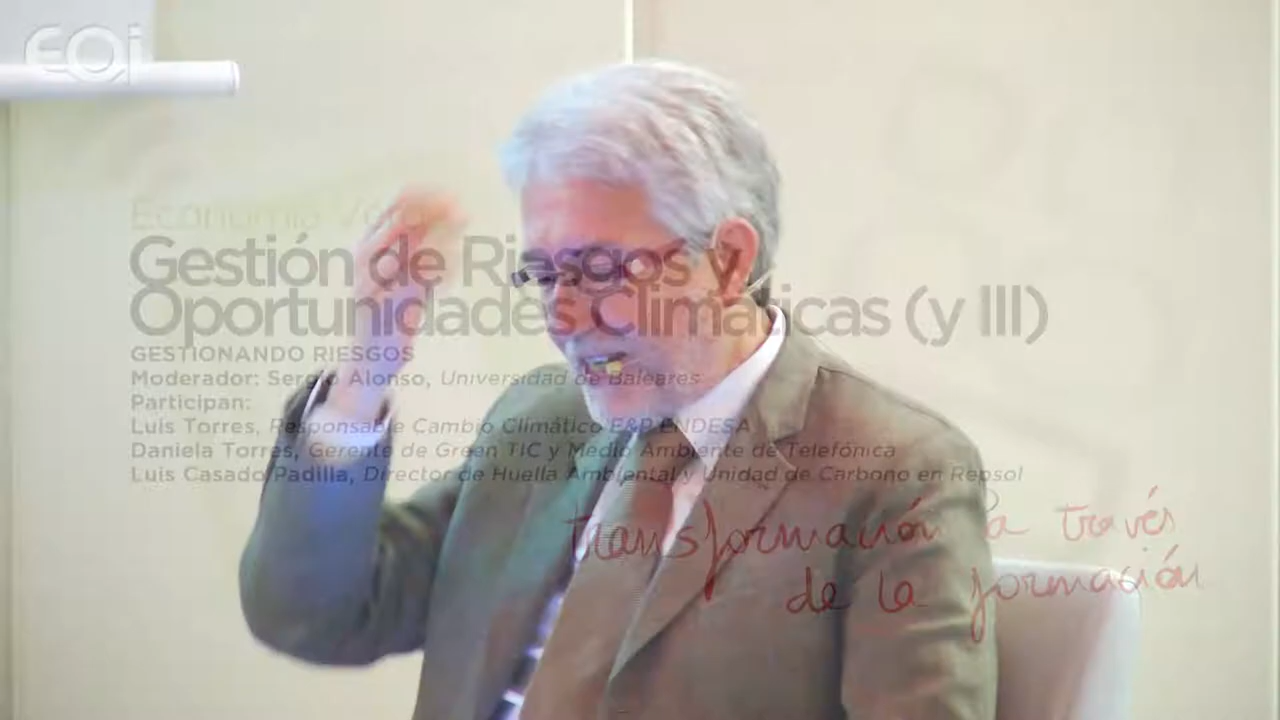 EOi
Economía Verde
Gestión de Riesgos y
Oportunidades Climáticas (y III)
GESTIONANDO RIESGOS
Moderador: Sergio Alonso, Universidad de Baleares
Participan:
Luis Torres, Responsable Cambio Climático E&P ENDESA
Daniela Torres, Gerente de Green TIC y Medio Ambiente de Telefónica
Luis Casado Padilla, Director de Huella Ambiental y Unidad de Carbono en Repsol
transformación a través
de la formación